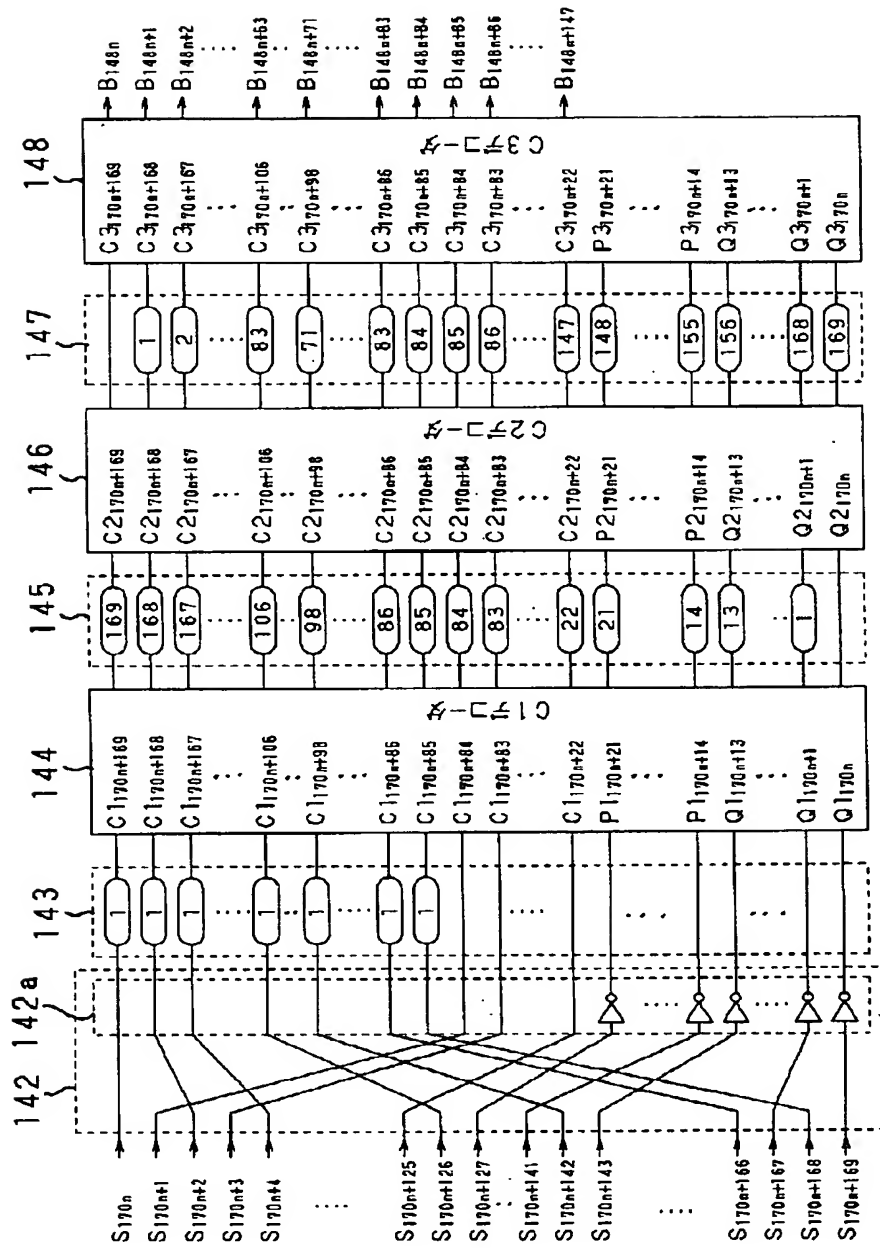 142
142a
143
144
145
146
147
148
S170n
S170n+1
S170n+2
S170n+3
S170n+4
.....
S170n+125
S170n+126
S170n+127
S170n+141
S170n+142
S170n+143
....
S170n+166
S170n+167
S170n+168
S170n+169
1
1
1
1
1
1
1
C1デコーダ
C1170n+169
C1170n+168
C1170n+167
C1170n+106
C1170n+98
C1170n+86
C1170n+85
C1170n+84
C1170n+83
C1170n+22
P1170n+21
P1170n+14
Q1170n+13
Q1170n+1
Q1170n
169
168
167
106
98
86
85
84
83
22
21
14
13
1
C2デコーダ
C2170n+169
C2170n+168
C2170n+167
C2170n+106
C2170n+98
C2170n+86
C2170n+85
C2170n+84
C2170n+83
C2170n+22
P2170n+21
P2170n+14
Q2170n+13
Q2170n+1
Q2170n
1
2
83
71
83
84
85
86
147
148
155
156
168
169
C3デコーダ
C3170n+169
C3170n+168
C3170n+167
C3170n+106
C3170n+98
C3170n+86
C3170n+85
C3170n+84
C3170n+83
C3170n+22
P3170n+21
P3170n+14
Q3170n+13
Q3170n+1
Q3170n
B148n
B148n+1
B148n+2
B148n+63
B148n+71
B148n+83
B148n+84
B148n+85
B148n+86
B148n+147